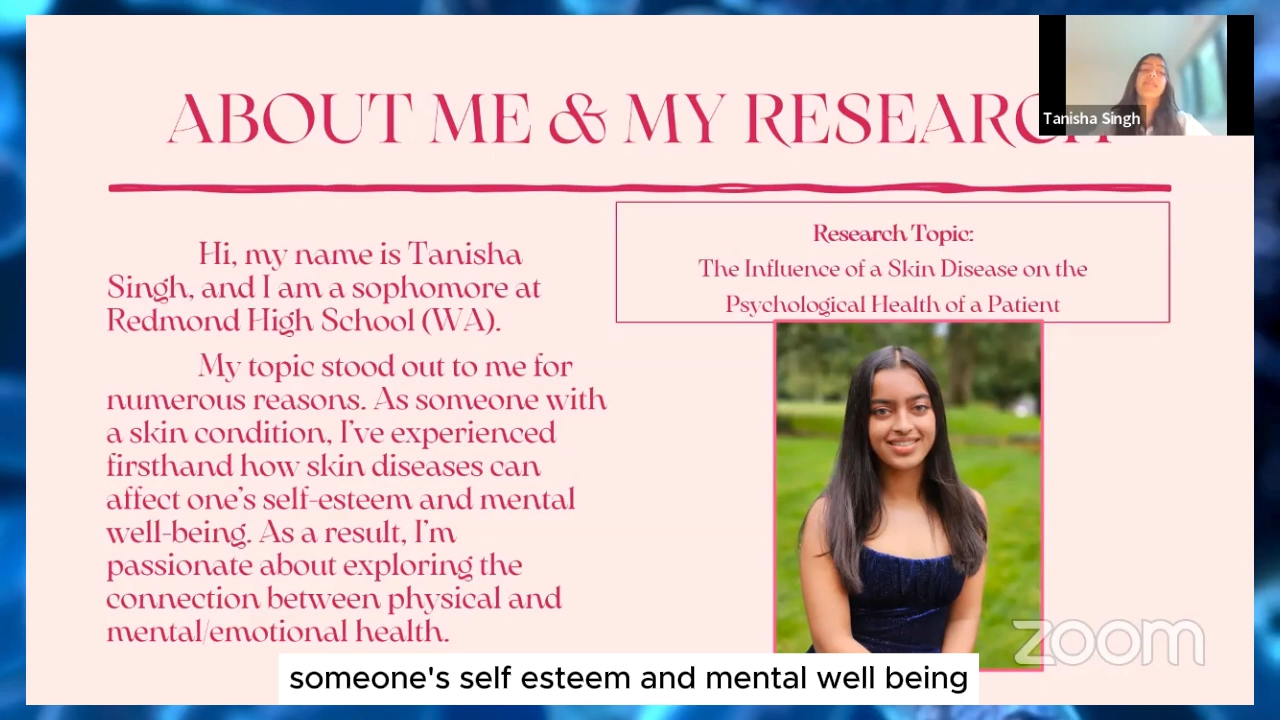 ABOUT ME & MY RESEARCH
Tanisha Singh
Hi, my name is Tanisha
Singh, and I am a sophomore at
Redmond High School (WA).
My topic stood out to me for
numerous reasons. As someone with
a skin condition, I've experienced
firsthand how skin diseases can
affect one's self-esteem and mental
well-being. As a result, I'm
passionate about exploring the
connection between physical and
mental/emotional health.
Research Topic:
The Influence of a Skin Disease on the
Psychological Health of a Patient
zoom
someone's self esteem and mental well being